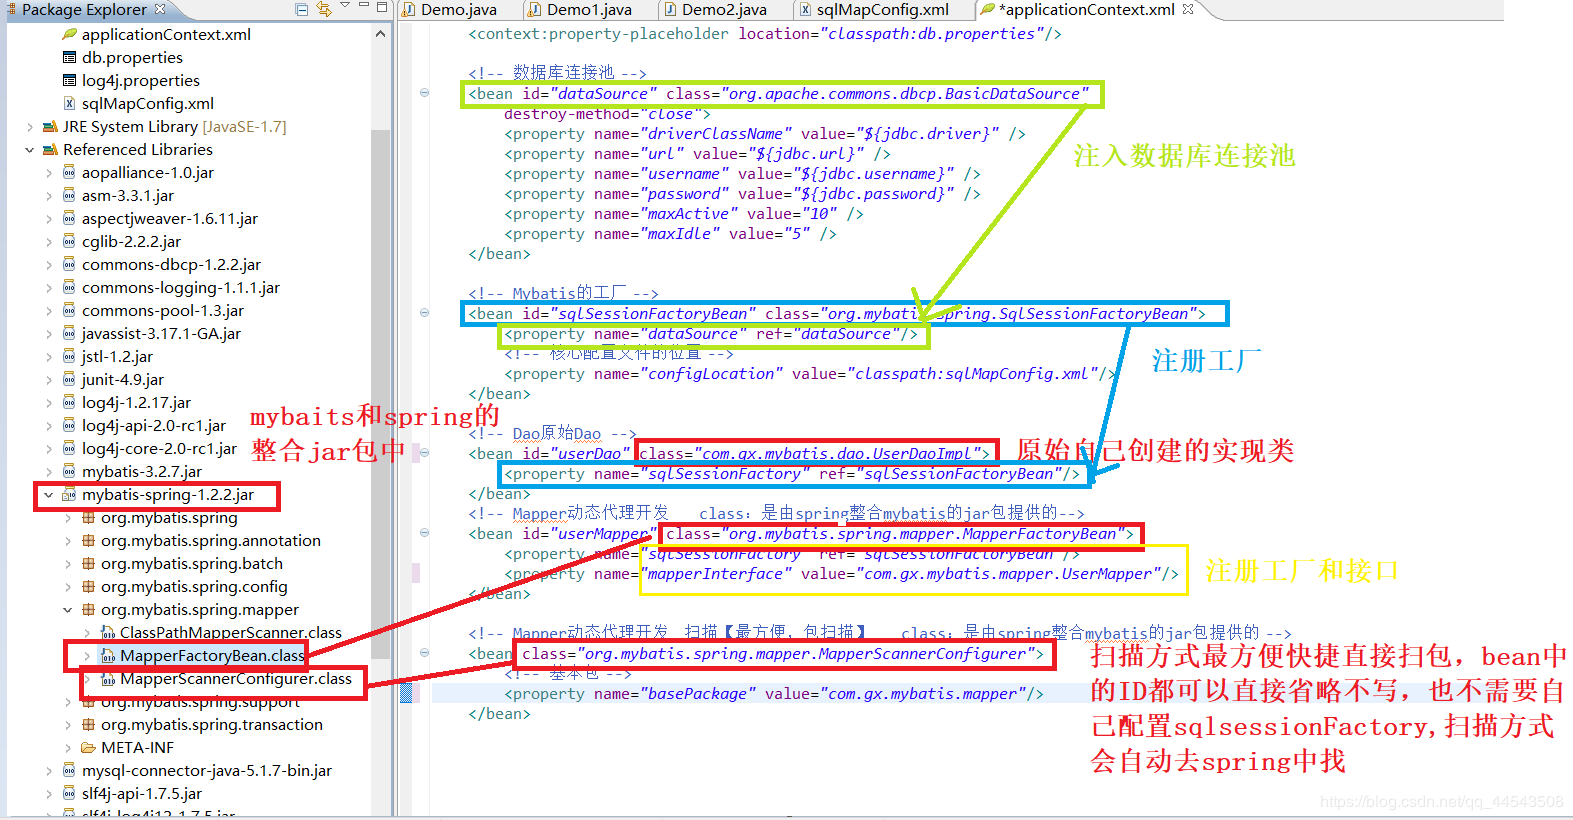 Package Explorer
applicationContext.xml
db.properties
log4j.properties
sqlMapConfig.xml
JRE System Library [JavaSE-1.7]
Referenced Libraries
aopalliance-1.0.jar
asm-3.3.1.jar
aspectjweaver-1.6.11.jar
cglib-2.2.2.jar
commons-dbcp-1.2.2.jar
commons-logging-1.1.1.jar
commons-pool-1.3.jar
javassist-3.17.1-GA.jar
jstl-1.2.jar
junit-4.9.jar
log4j-1.2.17.jar
log4j-api-2.0-rc1.jar
log4j-core-2.0-rc1.jar
mybatis-3.2.7.jar
mybatis-spring-1.2.2.jar
org.mybatis.spring
org.mybatis.spring.annotation
org.mybatis.spring.batch
org.mybatis.spring.config
org.mybatis.spring.mapper
ClassPathMapperScanner.class
MapperFactoryBean.class
MapperScannerConfigurer.class
org.mybatis.spring.support
org.mybatis.spring.transaction
META-INF
mysql-connector-java-5.1.7-bin.jar
slf4j-api-1.7.5.jar
slf4j-log4j12-1.7.5.jar
mybaits和spring的
整合jar包中
Demo.java
Demo1.java
Demo2.java
sqlMapConfig.xml
*applicationContext.xml
<context:property-placeholder location="classpath:db.properties"/>
<!-- 数据库连接池 -->
<bean id="dataSource" class="org.apache.commons.dbcp.BasicDataSource"
destroy-method="close">
<property name="driverClassName" value="${jdbc.driver}" />
<property name="url" value="${jdbc.url}" />
<property name="username" value="${jdbc.username}" />
<property name="password" value="${jdbc.password}" />
<property name="maxActive" value="10" />
<property name="maxIdle" value="5" />
</bean>
注入数据库连接池
<!-- Mybatis的工厂 -->
<bean id="sqlSessionFactoryBean" class="org.mybatis.spring.SqlSessionFactoryBean">
<property name="dataSource" ref="dataSource"/>
<!-- 核心配置文件的位置 -->
<property name="configLocation" value="classpath:sqlMapConfig.xml"/>
</bean>
注册工厂
<!-- Dao原始Dao -->
<bean id="userDao" class="com.gx.mybatis.dao.UserDaoImpl">
<property name="sqlSessionFactory" ref="sqlSessionFactoryBean"/>
</bean>
原始自己创建的实现类
<!-- Mapper动态代理开发 class：是由spring整合mybatis的jar包提供的-->
<bean id="userMapper" class="org.mybatis.spring.mapper.MapperFactoryBean">
<property name="sqlSessionFactory" ref="sqlSessionFactoryBean"/>
<property name="mapperInterface" value="com.gx.mybatis.mapper.UserMapper"/>
</bean>
注册工厂和接口
<!-- Mapper动态代理开发 扫描【最方便，包扫描】 class：是由spring整合mybatis的jar包提供的 -->
<bean class="org.mybatis.spring.mapper.MapperScannerConfigurer">
<!-- 基本包 -->
<property name="basePackage" value="com.gx.mybatis.mapper"/>
</bean>
扫描方式最方便快捷直接扫包，bean中
的ID都可以直接省略不写，也不需要自
己配置sqlsessionFactory,扫描方式
会自动去spring中找
https://blog.csdn.net/qq_44543508